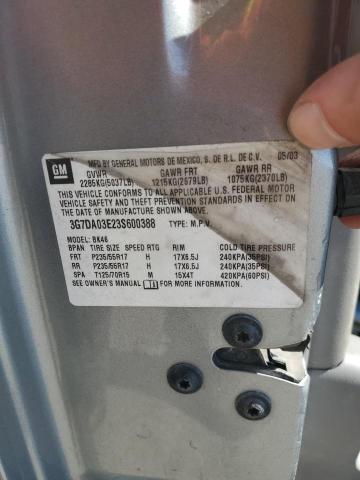 GM
MFD BY GENERAL MOTORS DE MEXICO, S. DE R.L. DE C.V. 05/03
GVWR GAWR FRT GAWR RR
2285KG(5037LB) 1215KG(2679LB) 1075KG(2370LB)
THIS VEHICLE CONFORMS TO ALL APPLICABLE U.S. FEDERAL MOTOR
VEHICLE SAFETY AND THEFT PREVENTION STANDARDS IN EFFECT ON
THE DATE OF MANUFACTURE SHOWN ABOVE.
3G7DA03E23S600388 TYPE: M.P.V.
MODEL: BK46
BPAN TIRE SIZE SPEED RTG RIM COLD TIRE PRESSURE
FRT P235/55R17 H 17X6.5J 240KPA(35PSI)
RR P235/55R17 H 17X6.5J 240KPA(35PSI)
SPA T125/70R15 M 15X4T 420KPA(60PSI)
SEE OWNER'S MANUAL FOR MORE INFORMATION